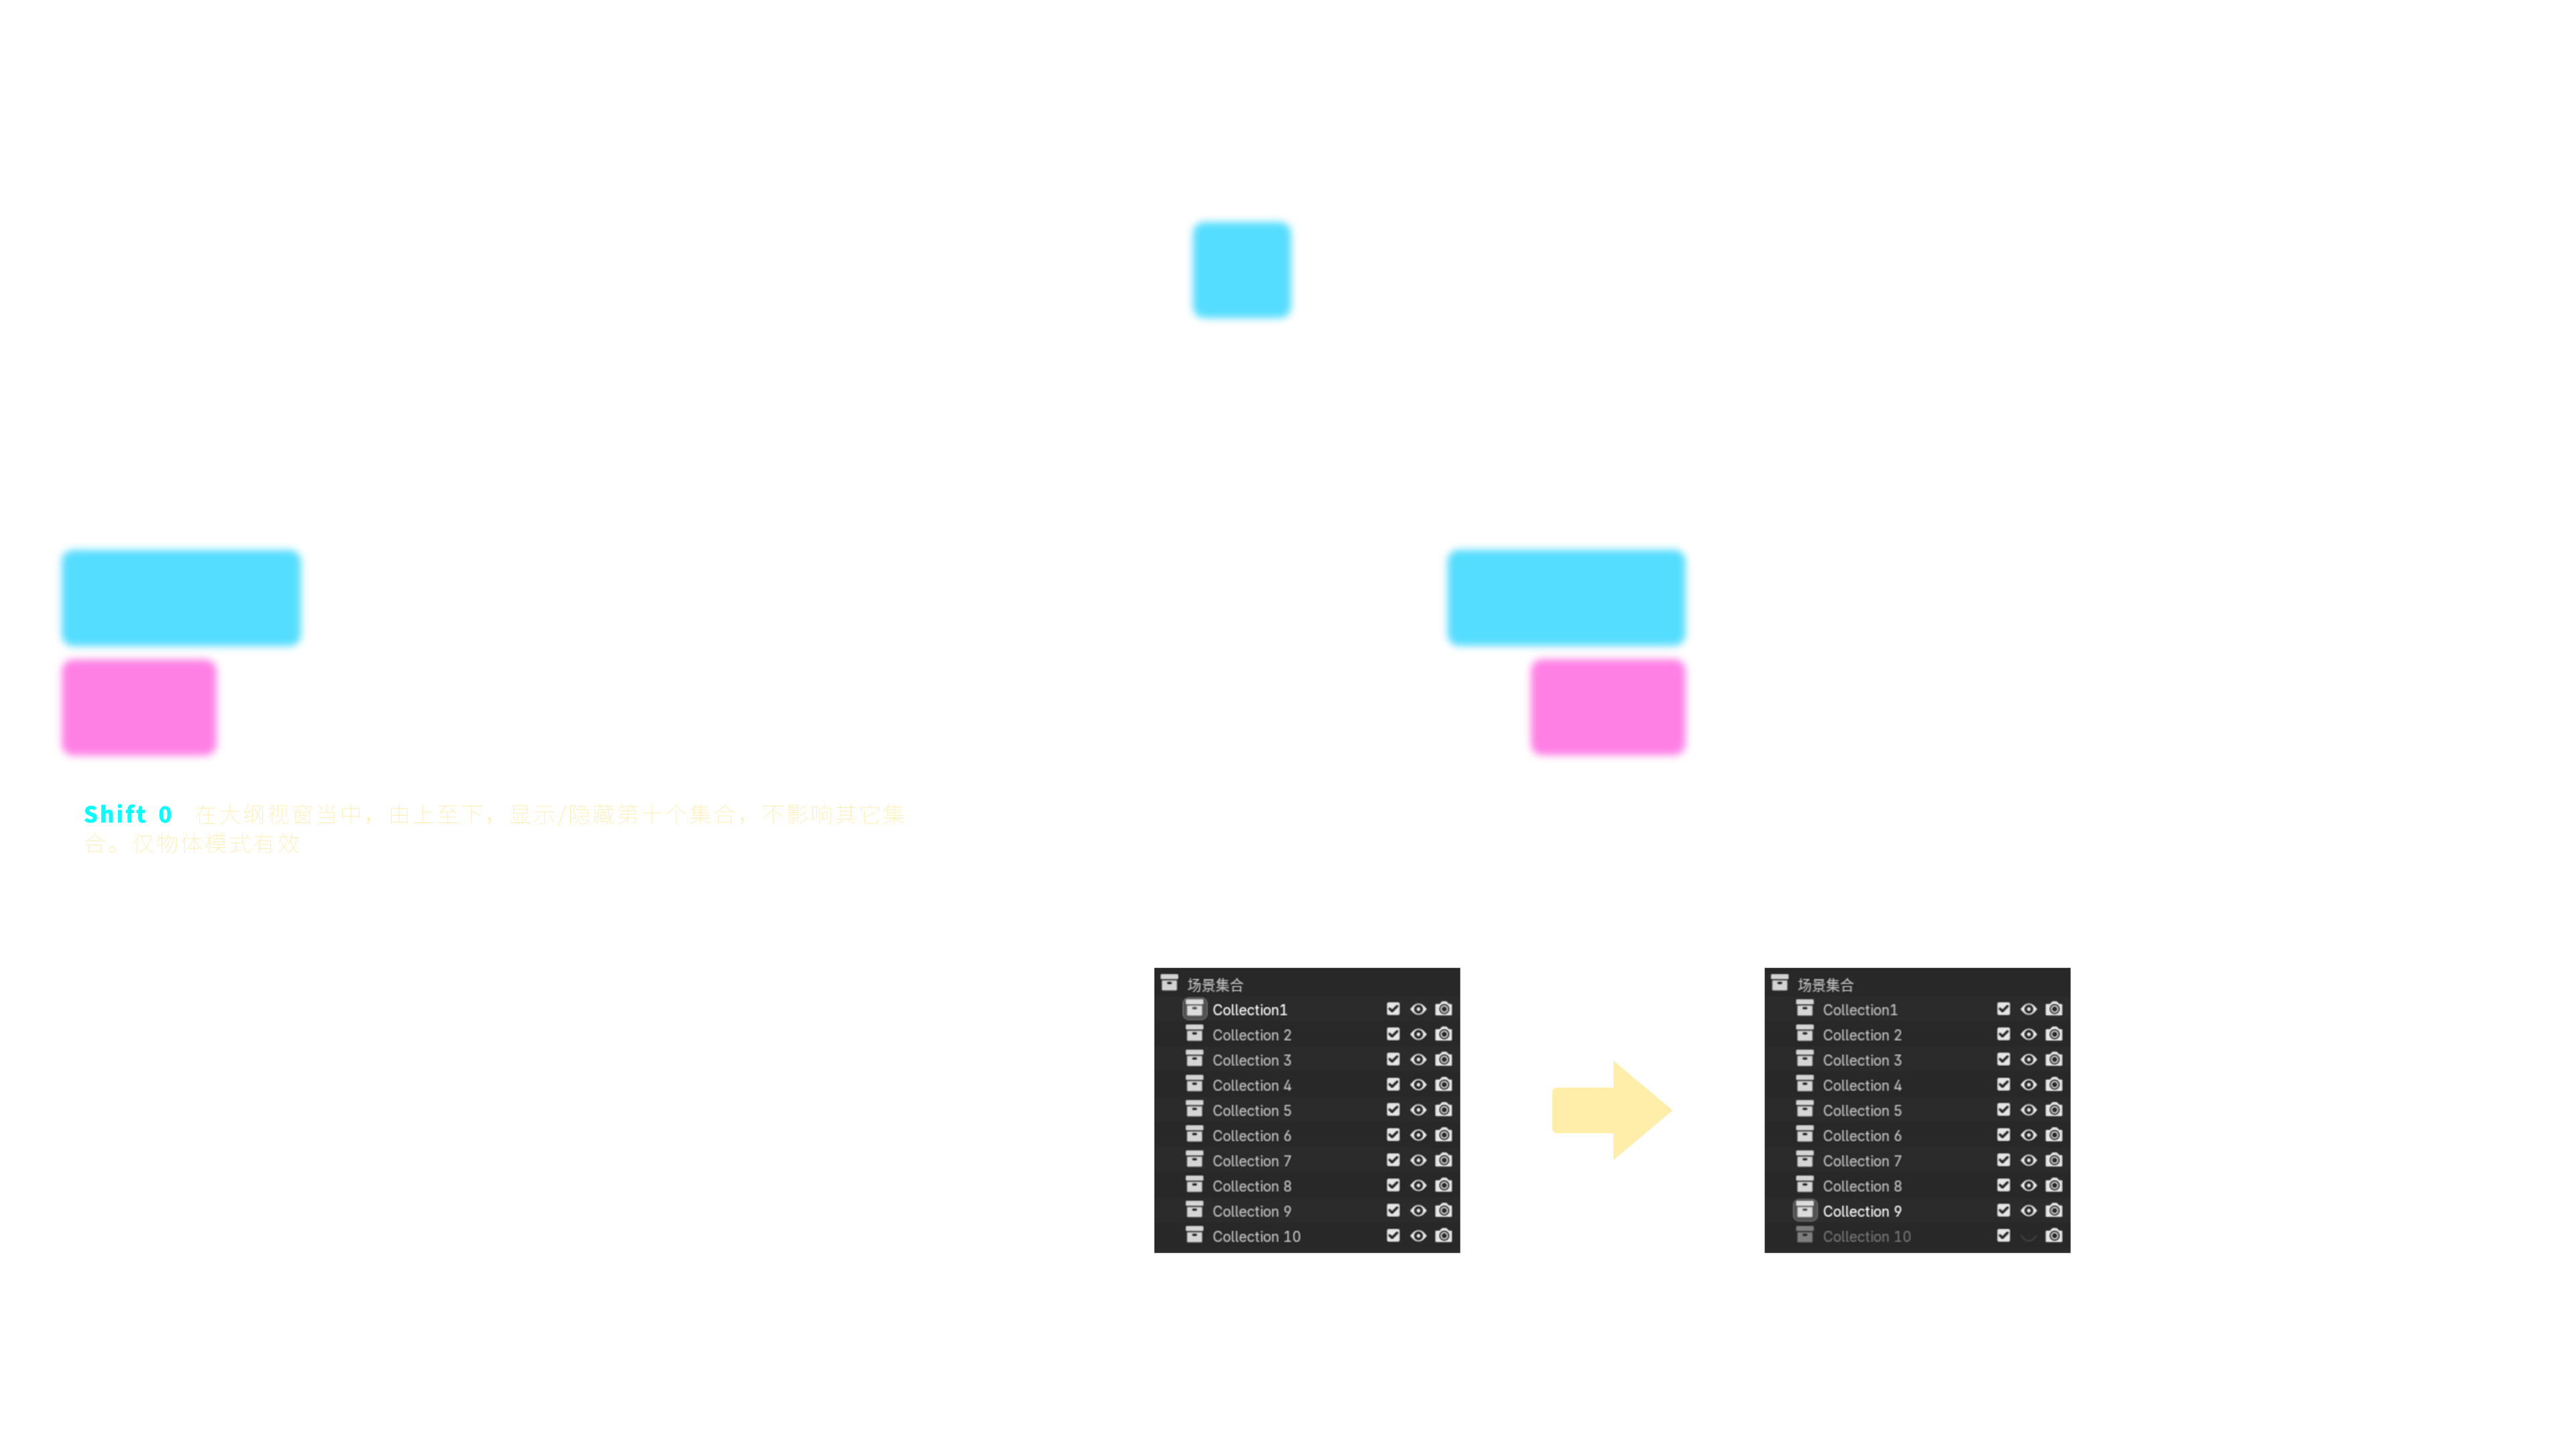 Shift 0 在大纲视窗当中，由上至下，显示/隐藏第十个集合，不影响其它集
合。仅物体模式有效
场景集合
Collection1
Collection 2
Collection 3
Collection 4
Collection 5
Collection 6
Collection 7
Collection 8
Collection 9
Collection 10
场景集合
Collection1
Collection 2
Collection 3
Collection 4
Collection 5
Collection 6
Collection 7
Collection 8
Collection 9
Collection 10